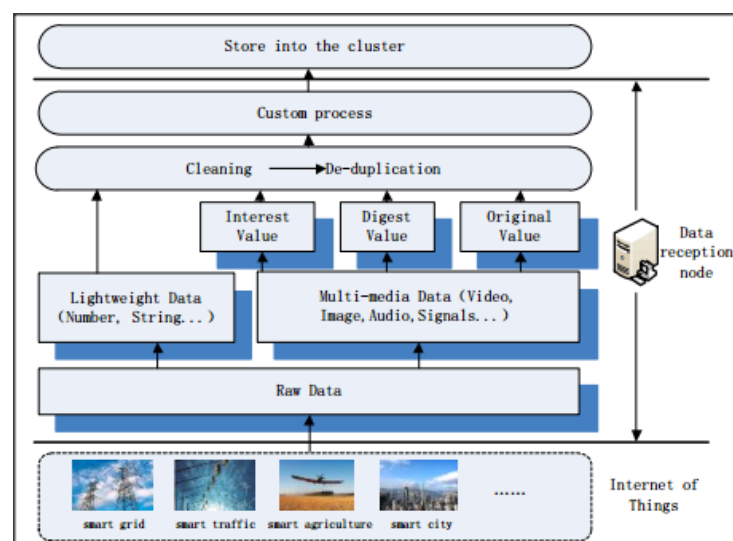 Store into the cluster
Custom process
Cleaning De-duplication
Interest
Value
Digest
Value
Original
Value
Data
reception
node
Lightweight Data
(Number, String...)
Multi-media Data (Video,
Image, Audio, Signals...)
Raw Data
smart grid
smart traffic
smart agriculture
smart city
......
Internet of
Things